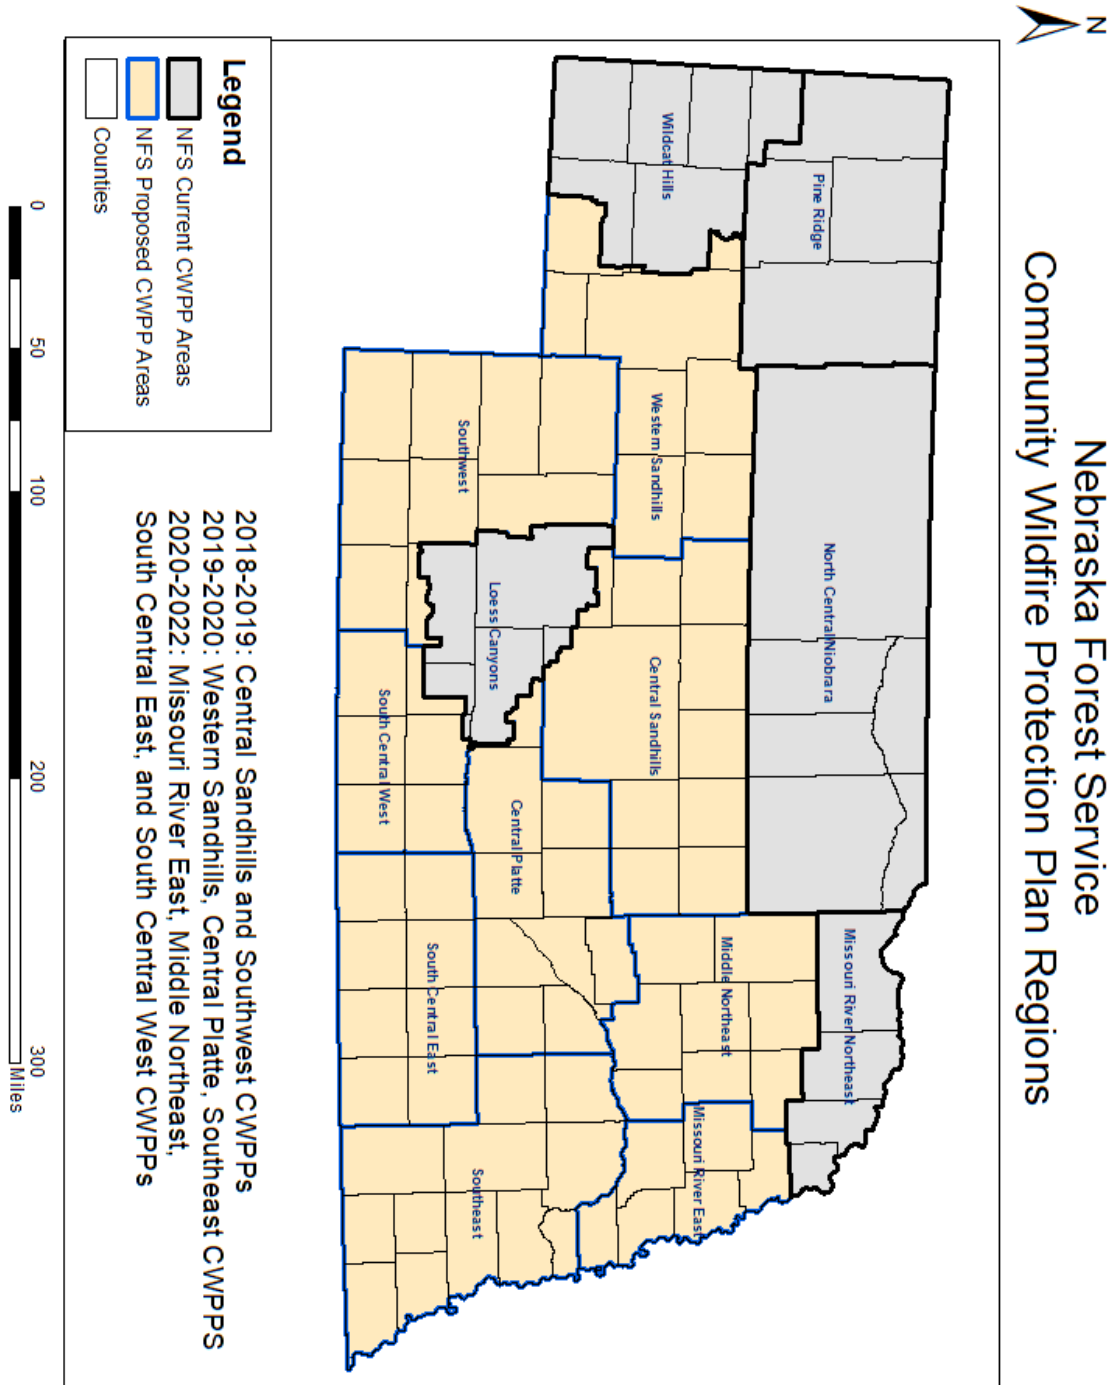 N
Nebraska Forest Service
Community Wildfire Protection Plan Regions
Pine Ridge
Wildcat Hills
North Central Niobrara
Missouri River Northeast
Western Sandhills
Central Sandhills
Middle Northeast
Missouri River East
Southwest
Loess Canyons
Central Platte
South Central West
South Central East
Southeast
Legend
NFS Current CWPP Areas
NFS Proposed CWPP Areas
Counties
2018-2019: Central Sandhills and Southwest CWPPs
2019-2020: Western Sandhills, Central Platte, Southeast CWPPS
2020-2022: Missouri River East, Middle Northeast,
South Central East, and South Central West CWPPs
0 50 100 200 300
Miles